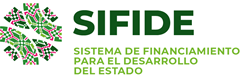 SIFIDE
SISTEMA DE FINANCIAMIENTO
PARA EL DESARROLLO
DEL ESTADO